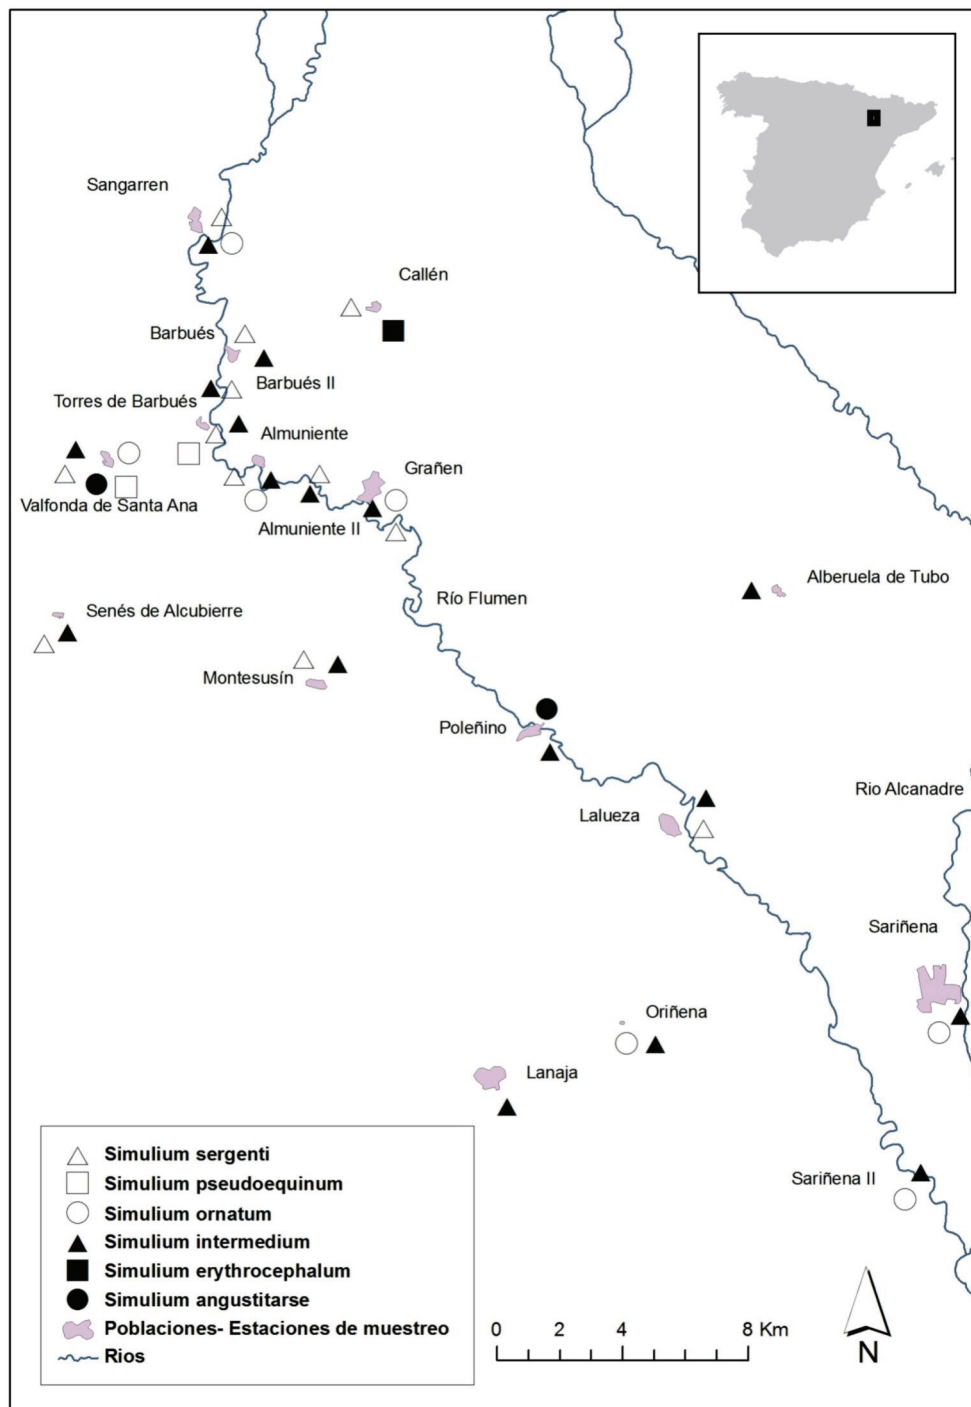 Sangarren
Callén
Barbués
Barbués II
Torres de Barbués
Almuniente
Grañen
Valfonda de Santa Ana
Almuniente II
Alberuela de Tubo
Río Flumen
Senés de Alcubierre
Montesusín
Poleñino
Rio Alcanadre
Lalueza
Sariñena
Oriñena
Lanaja
Sariñena II
Simulium sergenti
Simulium pseudoequinum
Simulium ornatum
Simulium intermedium
Simulium erythrocephalum
Simulium angustitarse
Poblaciones- Estaciones de muestreo
Rios
0 2 4 8 Km
N